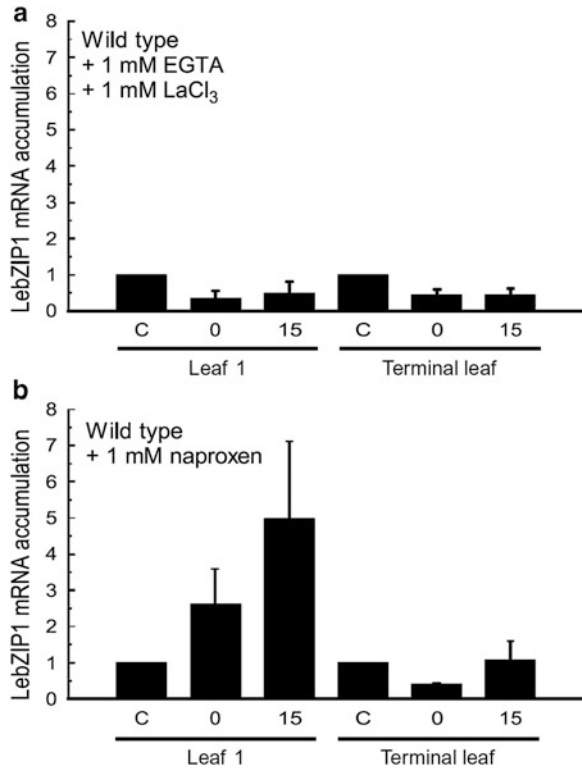 a
Wild type
+ 1 mM EGTA
+ 1 mM LaCl₃
LebZIP1 mRNA accumulation
8
7
6
5
4
3
2
1
0
C 0 15 C 0 15
Leaf 1 Terminal leaf
b
Wild type
+ 1 mM naproxen
LebZIP1 mRNA accumulation
8
7
6
5
4
3
2
1
0
C 0 15 C 0 15
Leaf 1 Terminal leaf